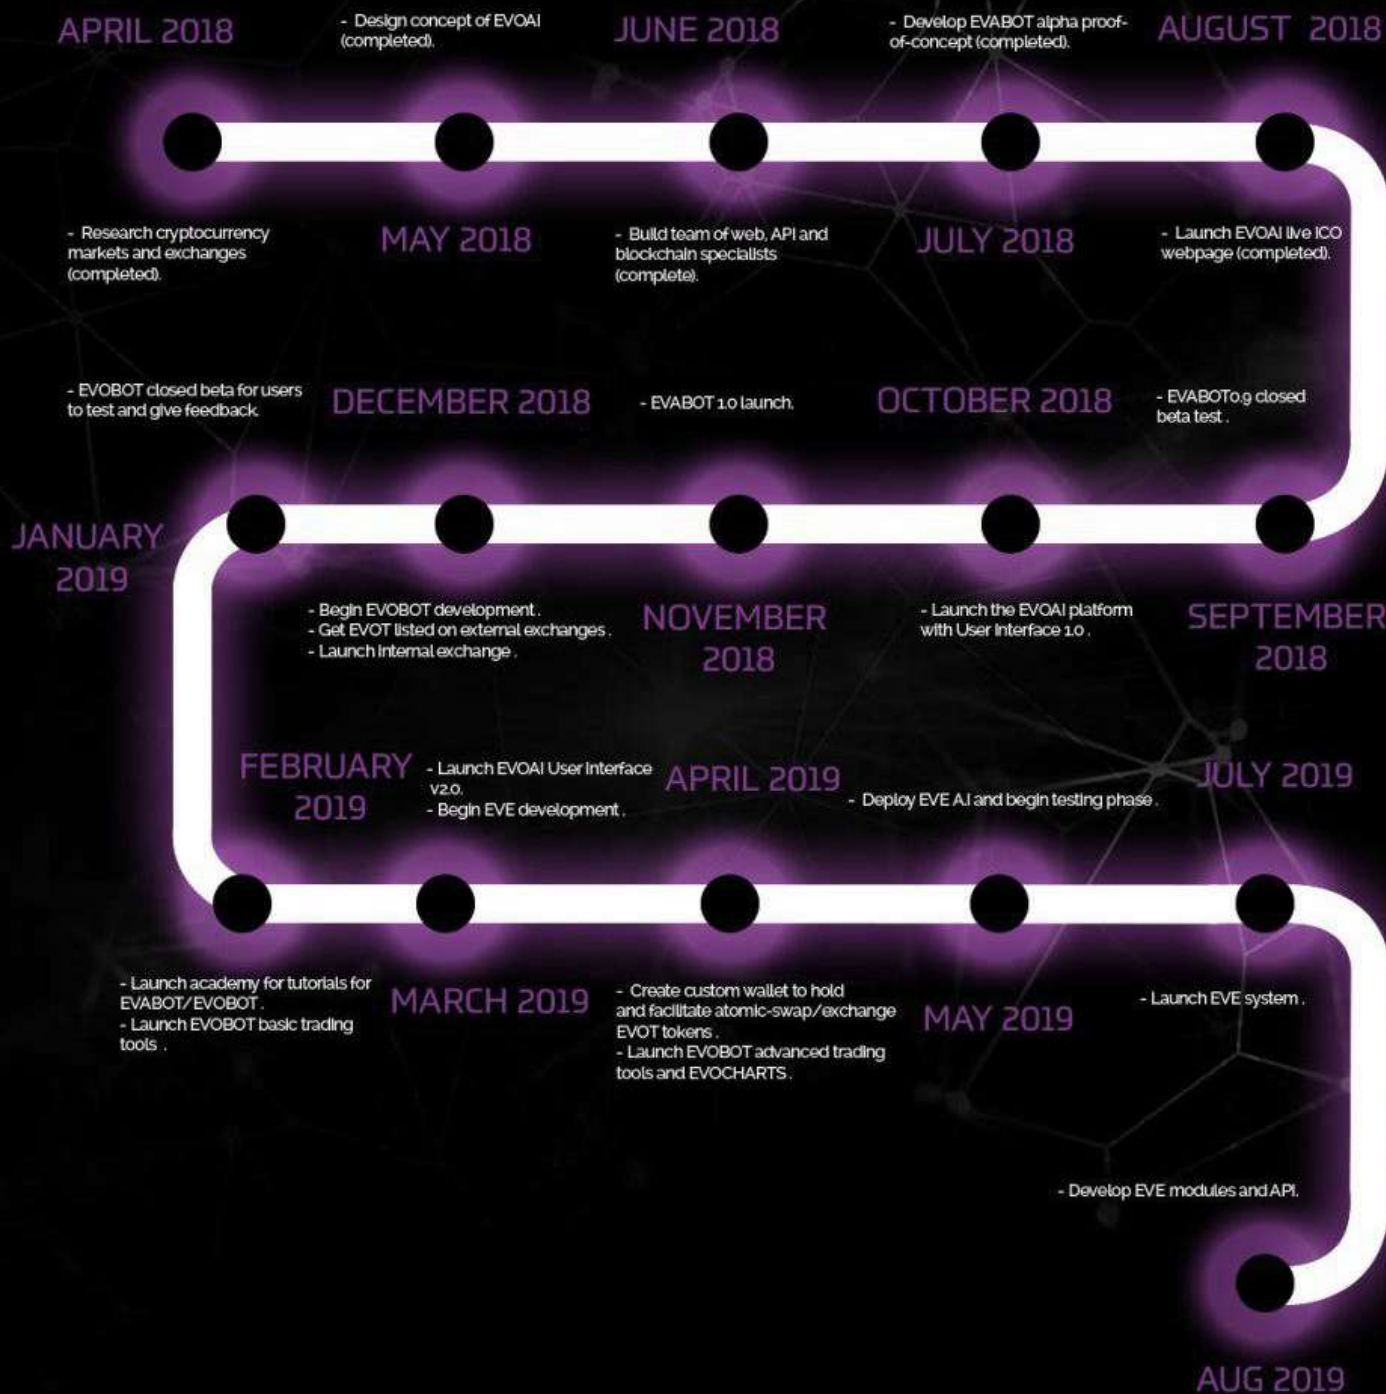 APRIL 2018
- Research cryptocurrency
markets and exchanges
(completed).
- Design concept of EVOAI
(completed).
MAY 2018
JUNE 2018
- Build team of web, API and
blockchain specialists
(complete).
- Develop EVABOT alpha proof-
of-concept (completed).
JULY 2018
AUGUST 2018
- Launch EVOAI live ICO
webpage (completed).
- EVABOT0.9 closed
beta test .
SEPTEMBER
2018
OCTOBER 2018
- Launch the EVOAI platform
with User Interface 1.0 .
- EVABOT 1.0 launch.
NOVEMBER
2018
DECEMBER 2018
- Begin EVOBOT development .
- Get EVOT listed on external exchanges .
- Launch internal exchange .
- EVOBOT closed beta for users
to test and give feedback.
JANUARY
2019
FEBRUARY
2019
- Launch academy for tutorials for
EVABOT/EVOBOT .
- Launch EVOBOT basic trading
tools .
- Launch EVOAI User Interface
v2.0.
- Begin EVE development .
MARCH 2019
APRIL 2019
- Create custom wallet to hold
and facilitate atomic-swap/exchange
EVOT tokens .
- Launch EVOBOT advanced trading
tools and EVOCHARTS .
- Deploy EVE A.I and begin testing phase .
MAY 2019
JULY 2019
- Launch EVE system .
- Develop EVE modules and API.
AUG 2019